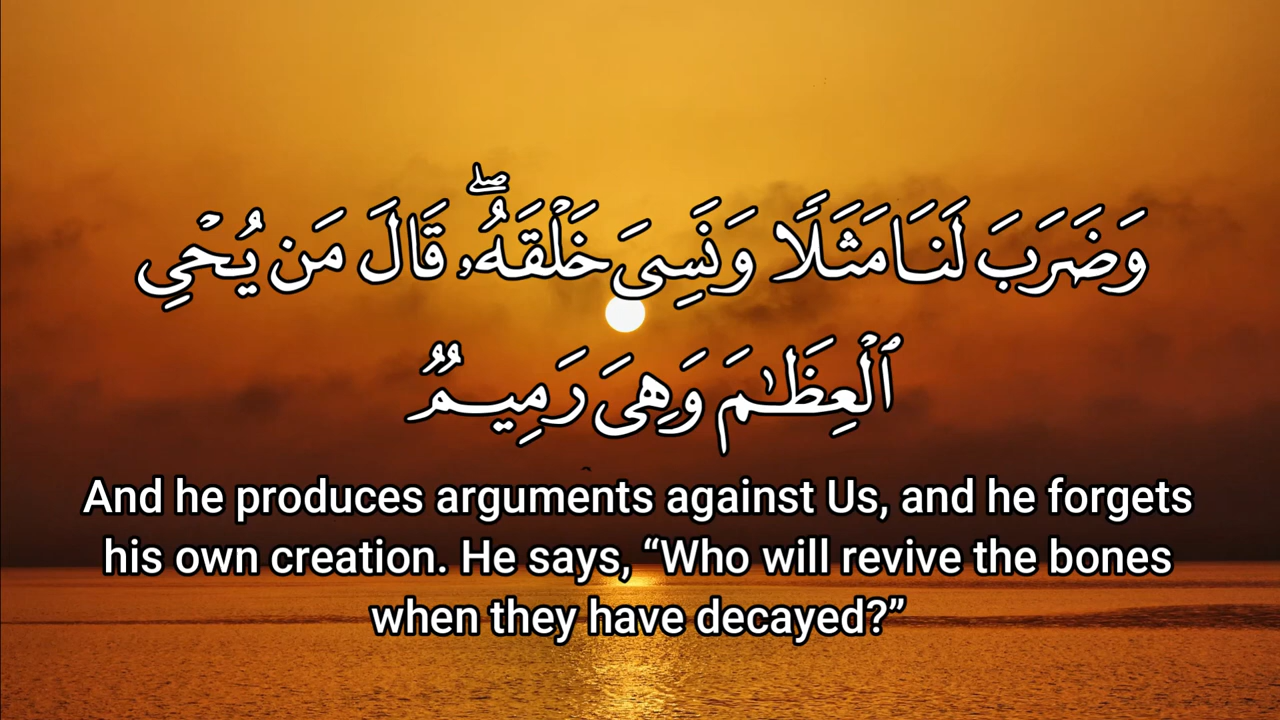 وَضَرَبَ لَنَا مَثَلًا وَنَسِىَ خَلْقَهُۥ ۖ قَالَ مَن يُحْىِ
ٱلْعِظَـٰمَ وَهِىَ رَمِيمٌ
And he produces arguments against Us, and he forgets
his own creation. He says, “Who will revive the bones
when they have decayed?”